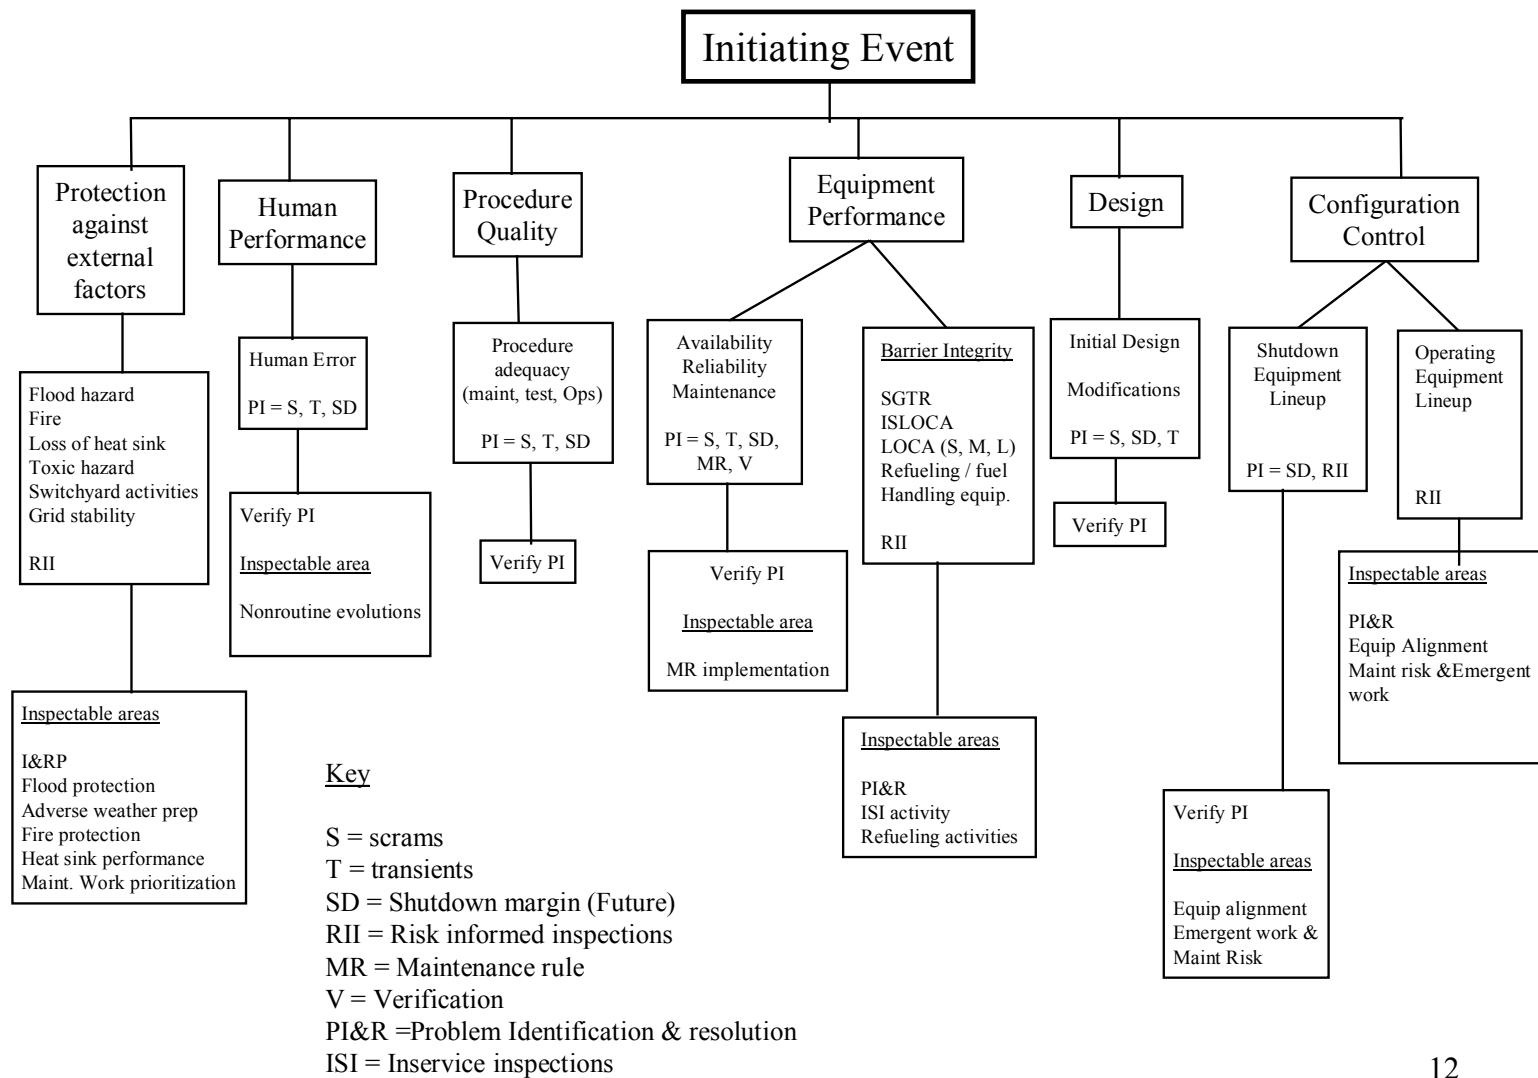 Initiating Event
Protection
against
external
factors
Human
Performance
Procedure
Quality
Equipment
Performance
Design
Configuration
Control
Flood hazard
Fire
Loss of heat sink
Toxic hazard
Switchyard activities
Grid stability
RII
Human Error
PI = S, T, SD
Procedure
adequacy
(maint, test, Ops)
PI = S, T, SD
Availability
Reliability
Maintenance
PI = S, T, SD,
MR, V
Barrier Integrity
SGTR
ISLOCA
LOCA (S, M, L)
Refueling / fuel
Handling equip.
RII
Initial Design
Modifications
PI = S, SD, T
Shutdown
Equipment
Lineup
PI = SD, RII
Operating
Equipment
Lineup
RII
Inspectable areas
I&RP
Flood protection
Adverse weather prep
Fire protection
Heat sink performance
Maint. Work prioritization
Verify PI
Inspectable area
Nonroutine evolutions
Verify PI
Verify PI
Inspectable area
MR implementation
Inspectable areas
PI&R
ISI activity
Refueling activities
Verify PI
Verify PI
Inspectable areas
Equip alignment
Emergent work &
Maint Risk
Inspectable areas
PI&R
Equip Alignment
Maint risk &Emergent
work
Key
S = scrams
T = transients
SD = Shutdown margin (Future)
RII = Risk informed inspections
MR = Maintenance rule
V = Verification
PI&R =Problem Identification & resolution
ISI = Inservice inspections
12